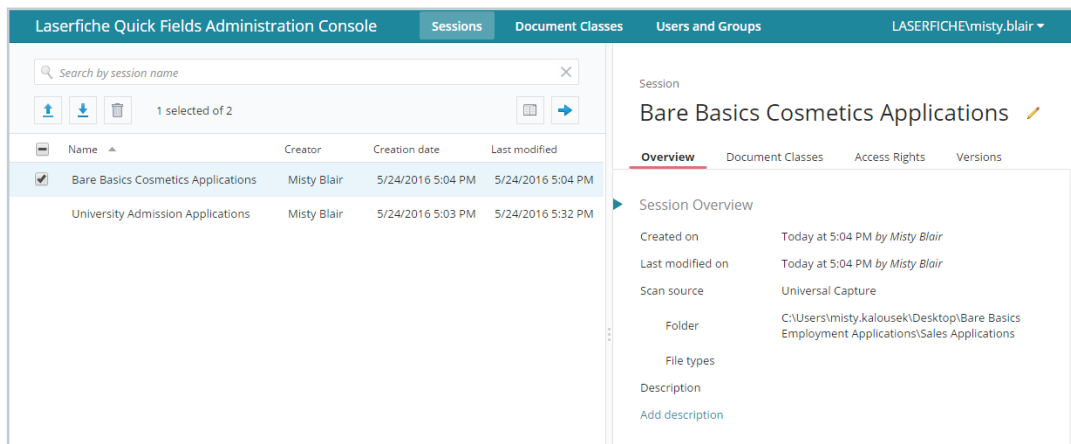 Laserfiche Quick Fields Administration Console Sessions Document Classes Users and Groups LASERFICHE\misty.blair
Search by session name
1 selected of 2
Name Creator Creation date Last modified
Bare Basics Cosmetics Applications Misty Blair 5/24/2016 5:04 PM 5/24/2016 5:04 PM
University Admission Applications Misty Blair 5/24/2016 5:03 PM 5/24/2016 5:32 PM
Session
Bare Basics Cosmetics Applications
Overview Document Classes Access Rights Versions
Session Overview
Created on Today at 5:04 PM by Misty Blair
Last modified on Today at 5:04 PM by Misty Blair
Scan source Universal Capture
Folder C:\Users\misty.kalousek\Desktop\Bare Basics
Employment Applications\Sales Applications
File types
Description
Add description